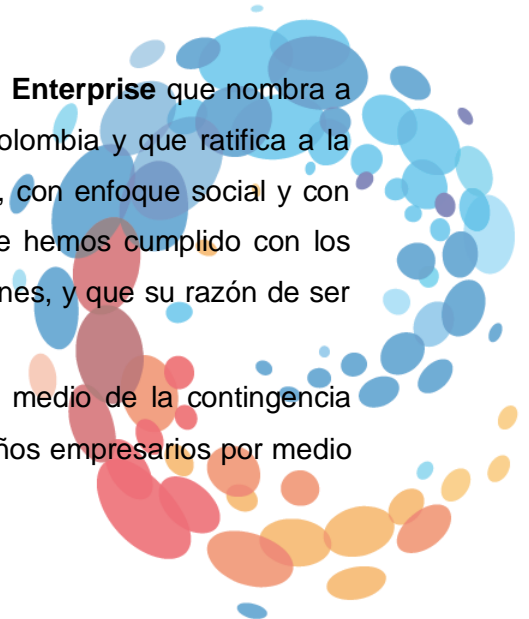 Enterprise que nombra a
olombia y que ratifica a la
, con enfoque social y con
e hemos cumplido con los
nes, y que su razón de ser
medio de la contingencia
ños empresarios por medio